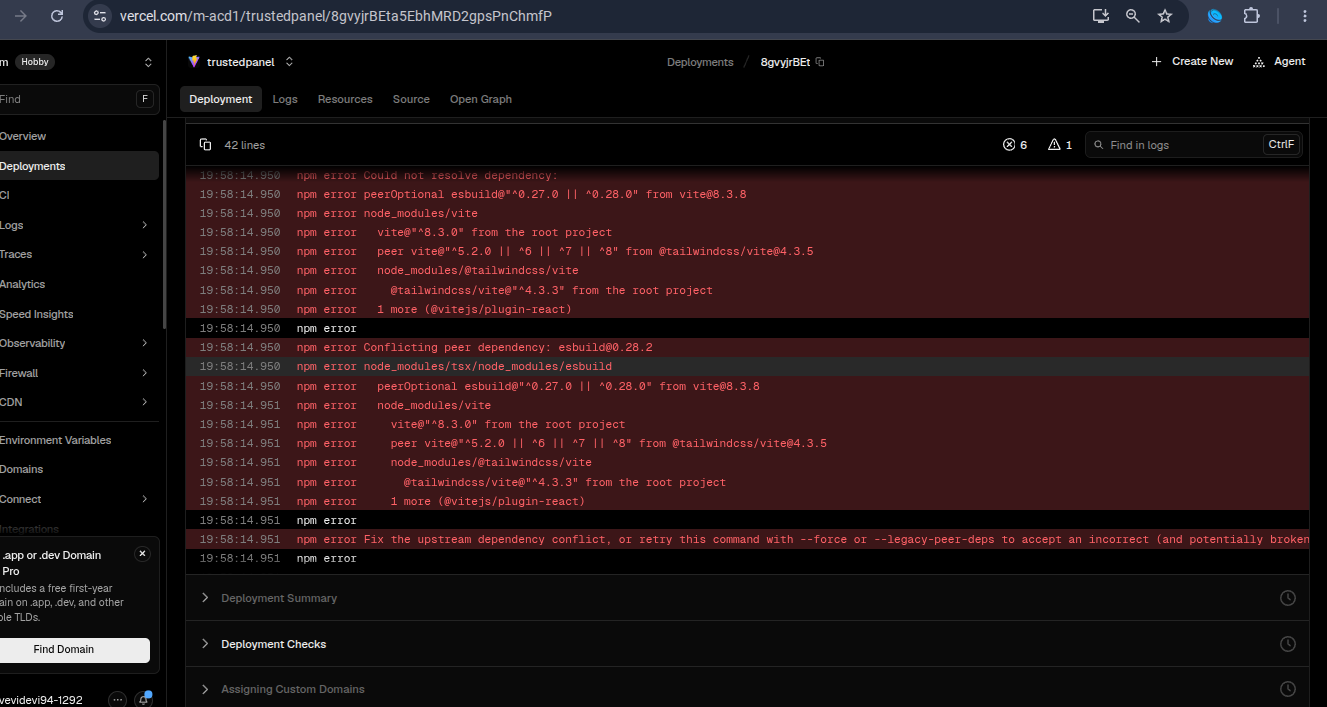 vercel.com/m-acd1/trustedpanel/8gvyjrBEta5EbhMRD2gpsPnChmfP
m Hobby
trustedpanel
Deployments / 8gvyjrBEt
Create New
Agent
Find F
Deployment Logs Resources Source Open Graph
Overview
Deployments
CI
Logs
Traces
Analytics
Speed Insights
Observability
Firewall
CDN
Environment Variables
Domains
Connect
Integrations
.app or .dev Domain
Pro
ncludes a free first-year
ain on .app, .dev, and other
ole TLDs.
Find Domain
vevidevi94-1292
42 lines
6
1
Find in logs CtrlF
19:58:14.950 npm error Could not resolve dependency:
19:58:14.950 npm error peerOptional esbuild@"^0.27.0 || ^0.28.0" from vite@8.3.8
19:58:14.950 npm error node_modules/vite
19:58:14.950 npm error   vite@"^8.3.0" from the root project
19:58:14.950 npm error   peer vite@"^5.2.0 || ^6 || ^7 || ^8" from @tailwindcss/vite@4.3.5
19:58:14.950 npm error   node_modules/@tailwindcss/vite
19:58:14.950 npm error     @tailwindcss/vite@"^4.3.3" from the root project
19:58:14.950 npm error   1 more (@vitejs/plugin-react)
19:58:14.950 npm error
19:58:14.950 npm error Conflicting peer dependency: esbuild@0.28.2
19:58:14.950 npm error node_modules/tsx/node_modules/esbuild
19:58:14.950 npm error   peerOptional esbuild@"^0.27.0 || ^0.28.0" from vite@8.3.8
19:58:14.951 npm error   node_modules/vite
19:58:14.951 npm error     vite@"^8.3.0" from the root project
19:58:14.951 npm error     peer vite@"^5.2.0 || ^6 || ^7 || ^8" from @tailwindcss/vite@4.3.5
19:58:14.951 npm error     node_modules/@tailwindcss/vite
19:58:14.951 npm error       @tailwindcss/vite@"^4.3.3" from the root project
19:58:14.951 npm error     1 more (@vitejs/plugin-react)
19:58:14.951 npm error
19:58:14.951 npm error Fix the upstream dependency conflict, or retry this command with --force or --legacy-peer-deps to accept an incorrect (and potentially broken
19:58:14.951 npm error
Deployment Summary
Deployment Checks
Assigning Custom Domains